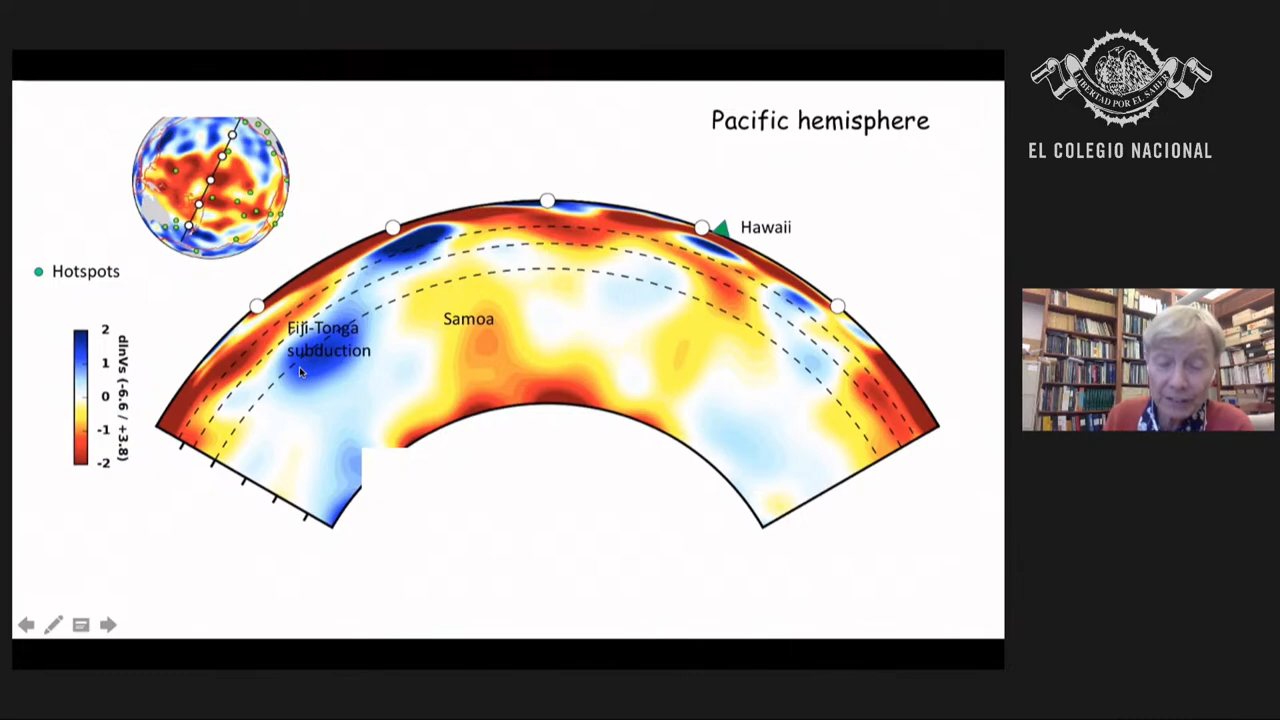 Pacific hemisphere
Hawaii
Hotspots
Fiji-Tonga
subduction
Samoa
2
1
0
-1
-2
dlnVs (-6.6 / +3.8)
LIBERTAD POR EL SABER
EL COLEGIO NACIONAL